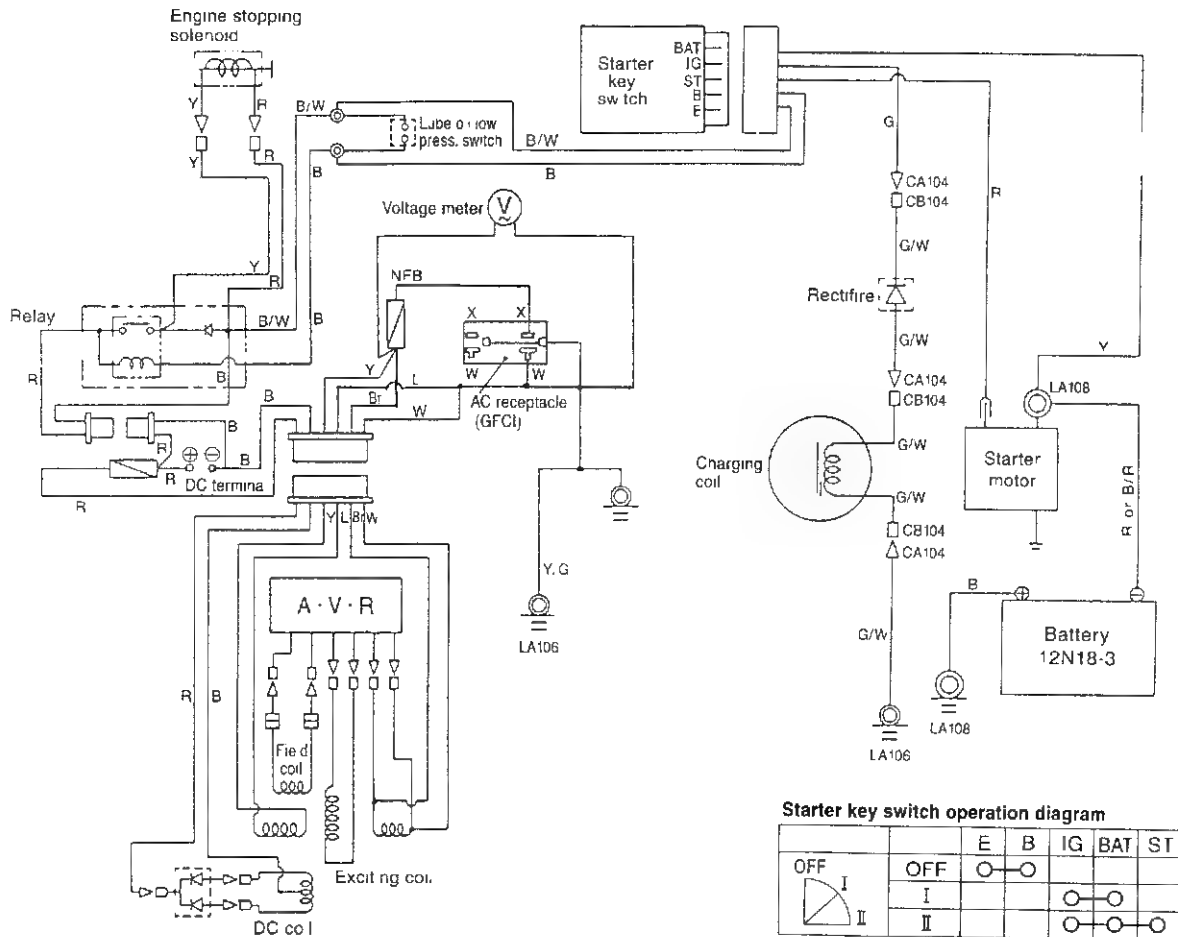 Engine stopping
solenoid
Y
R
Y
R
B/W
B
Lube o low
press. switch
B/W
B
Starter
key
switch
BAT
IG
ST
B
E
G
CA104
CB104
R
G/W
Rectifire
G/W
CA104
CB104
G/W
Charging
coil
G/W
CB104
CA104
G/W
LA106
Y
LA108
Starter
motor
R or B/R
B
⊕
⊖
Battery
12N18-3
LA108
Voltage meter
V
~
NFB
X
X
W
W
AC receptacle
(GFCI)
Y
L
Br
W
Y
R
B/W
B
Relay
R
B
B
B
R
R
⊕
⊖
B
DC termina
R
Y
L
Br
W
Y.G
LA106
A · V · R
R
B
Fie d
coil
Exciting coil
DC coil
Starter key switch operation diagram
E B IG BAT ST
OFF
I
II
OFF
I
II